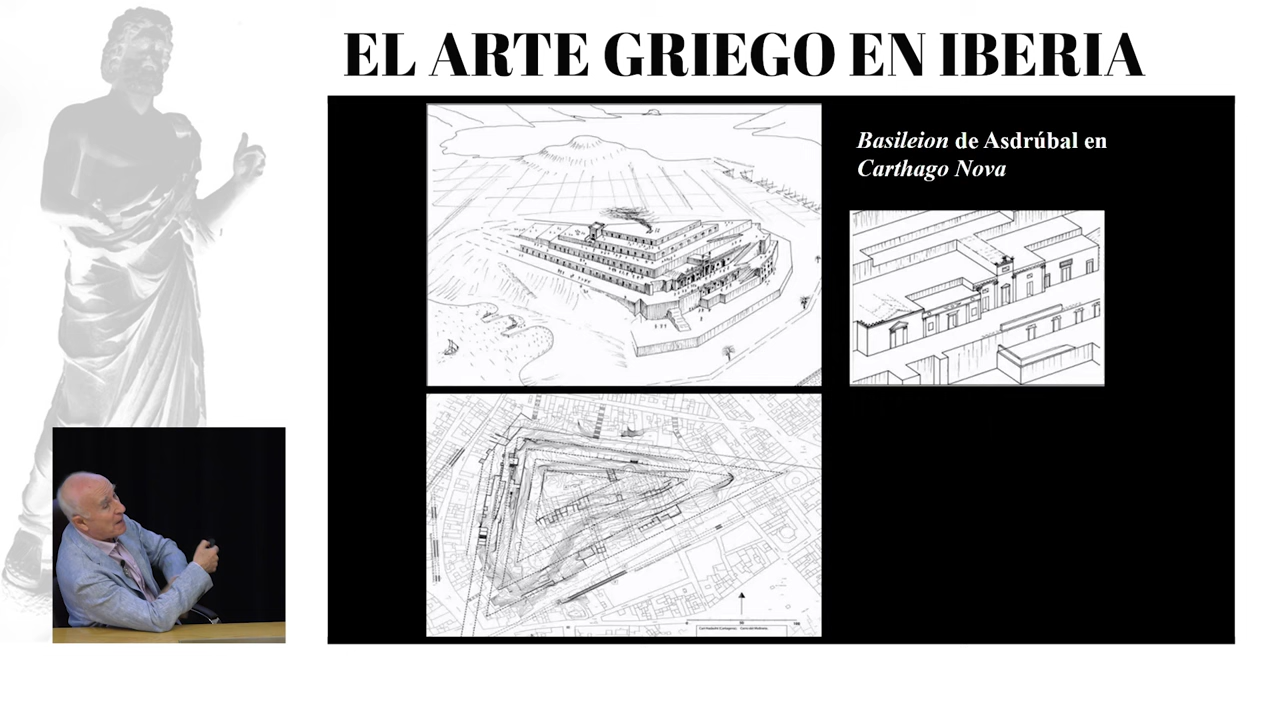 EL ARTE GRIEGO EN IBERIA
Basileion de Asdrúbal en
Carthago Nova